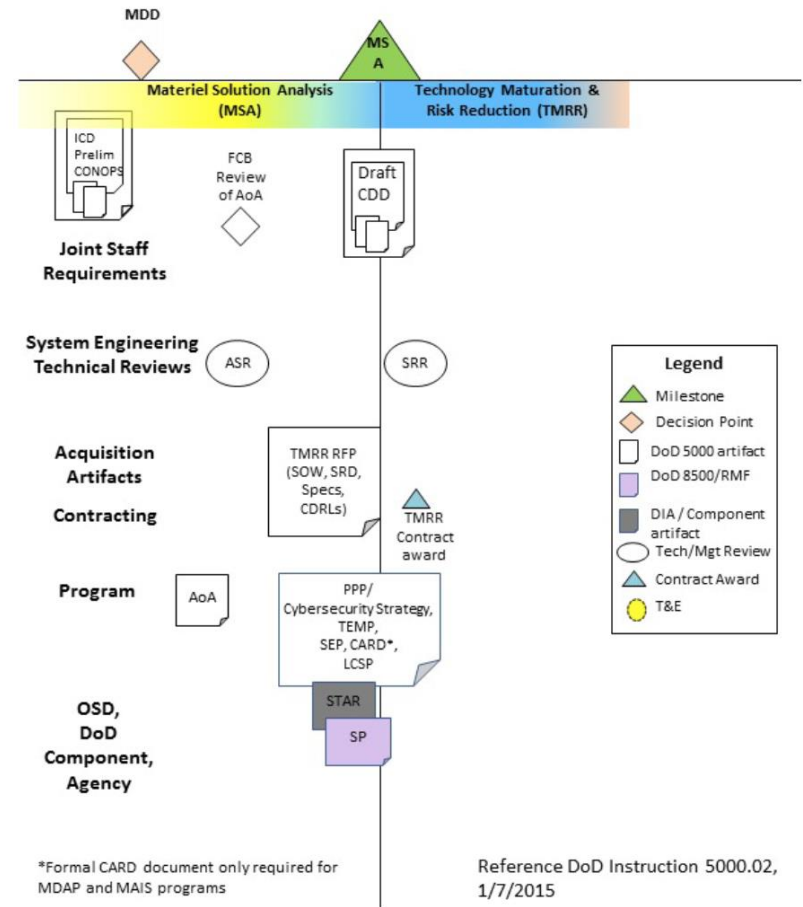 MDD
MS
A
Materiel Solution Analysis
(MSA)
Technology Maturation &
Risk Reduction (TMRR)
ICD
Prelim
CONOPS
FCB
Review
of AoA
Draft
CDD
Joint Staff
Requirements
System Engineering
Technical Reviews
ASR
SRR
Acquisition
Artifacts
Contracting
TMRR RFP
(SOW, SRD,
Specs,
CDRLs)
TMRR
Contract
award
Program
AoA
PPP/
Cybersecurity Strategy,
TEMP,
SEP, CARD*,
LCSP
STAR
SP
OSD,
DoD
Component,
Agency
Legend
Milestone
Decision Point
DoD 5000 artifact
DoD 8500/RMF
DIA / Component
artifact
Tech/Mgt Review
Contract Award
T&E
*Formal CARD document only required for
MDAP and MAIS programs
Reference DoD Instruction 5000.02,
1/7/2015